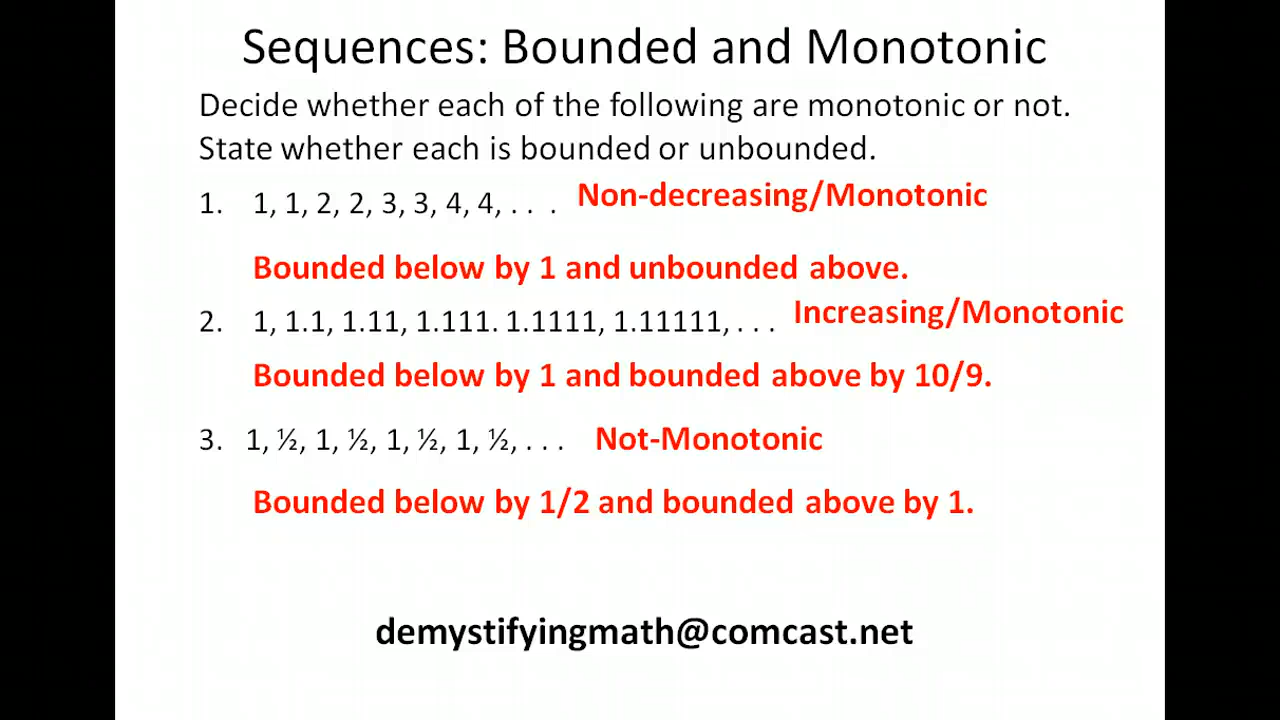 Sequences: Bounded and Monotonic
Decide whether each of the following are monotonic or not.
State whether each is bounded or unbounded.
1. 1, 1, 2, 2, 3, 3, 4, 4, . . . Non-decreasing/Monotonic
Bounded below by 1 and unbounded above.
2. 1, 1.1, 1.11, 1.111. 1.1111, 1.11111, . . . Increasing/Monotonic
Bounded below by 1 and bounded above by 10/9.
3. 1, ½, 1, ½, 1, ½, 1, ½, . . . Not-Monotonic
Bounded below by 1/2 and bounded above by 1.
demystifyingmath@comcast.net